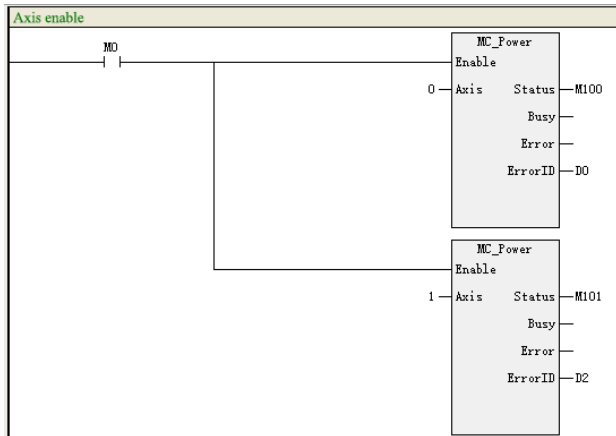 Axis enable
M0
MC_Power
Enable
0 Axis Status M100
Busy
Error
ErrorID D0
MC_Power
Enable
1 Axis Status M101
Busy
Error
ErrorID D2